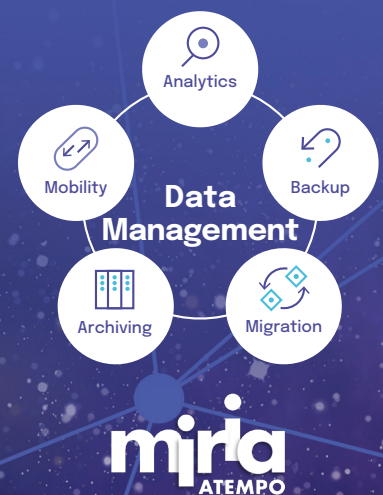 Analytics
Mobility
Backup
Data
Management
Archiving
Migration
miria
ATEMPO